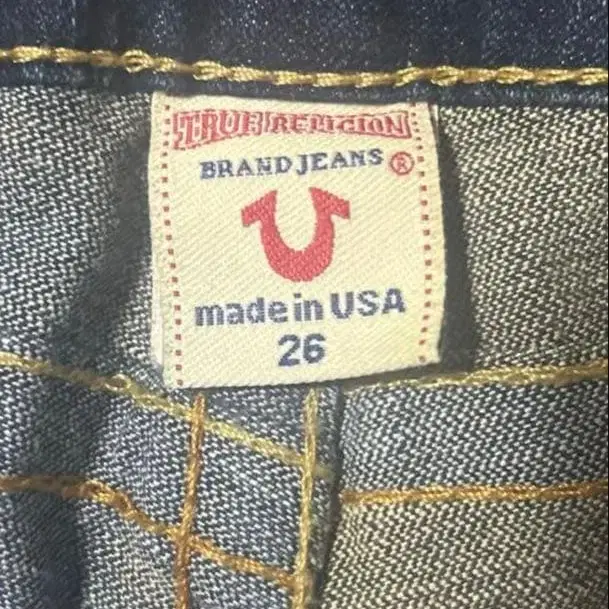 TRUE RELIGION
BRAND JEANS ®
made in USA
26